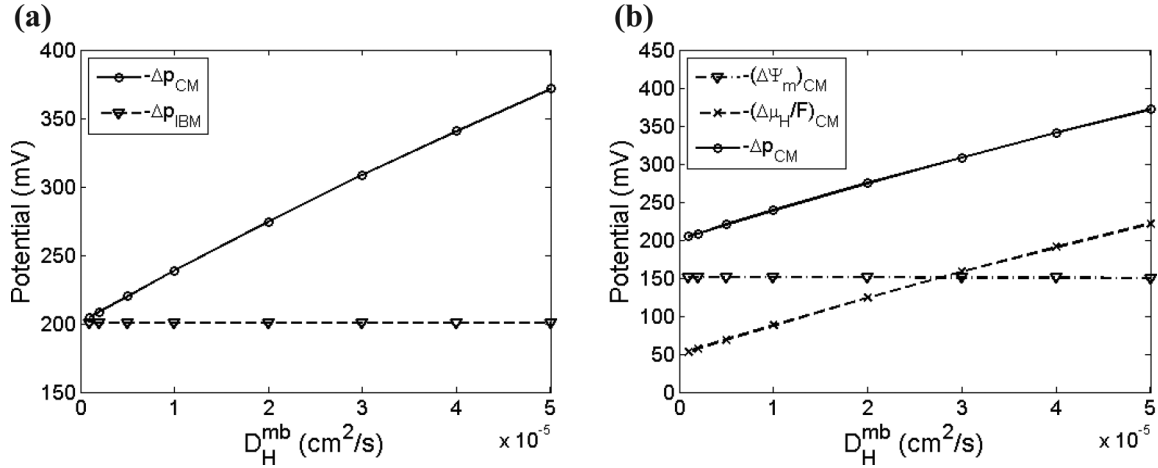 (a)
400
350
300
250
200
150
Potential (mV)
-Δp_CM
-Δp_IBM
0 1 2 3 4 5
D_H^mb (cm²/s)
x 10^-5
(b)
450
400
350
300
250
200
150
100
50
0
Potential (mV)
-(ΔΨ_m)_CM
-(Δμ_H/F)_CM
-Δp_CM
0 1 2 3 4 5
D_H^mb (cm²/s)
x 10^-5